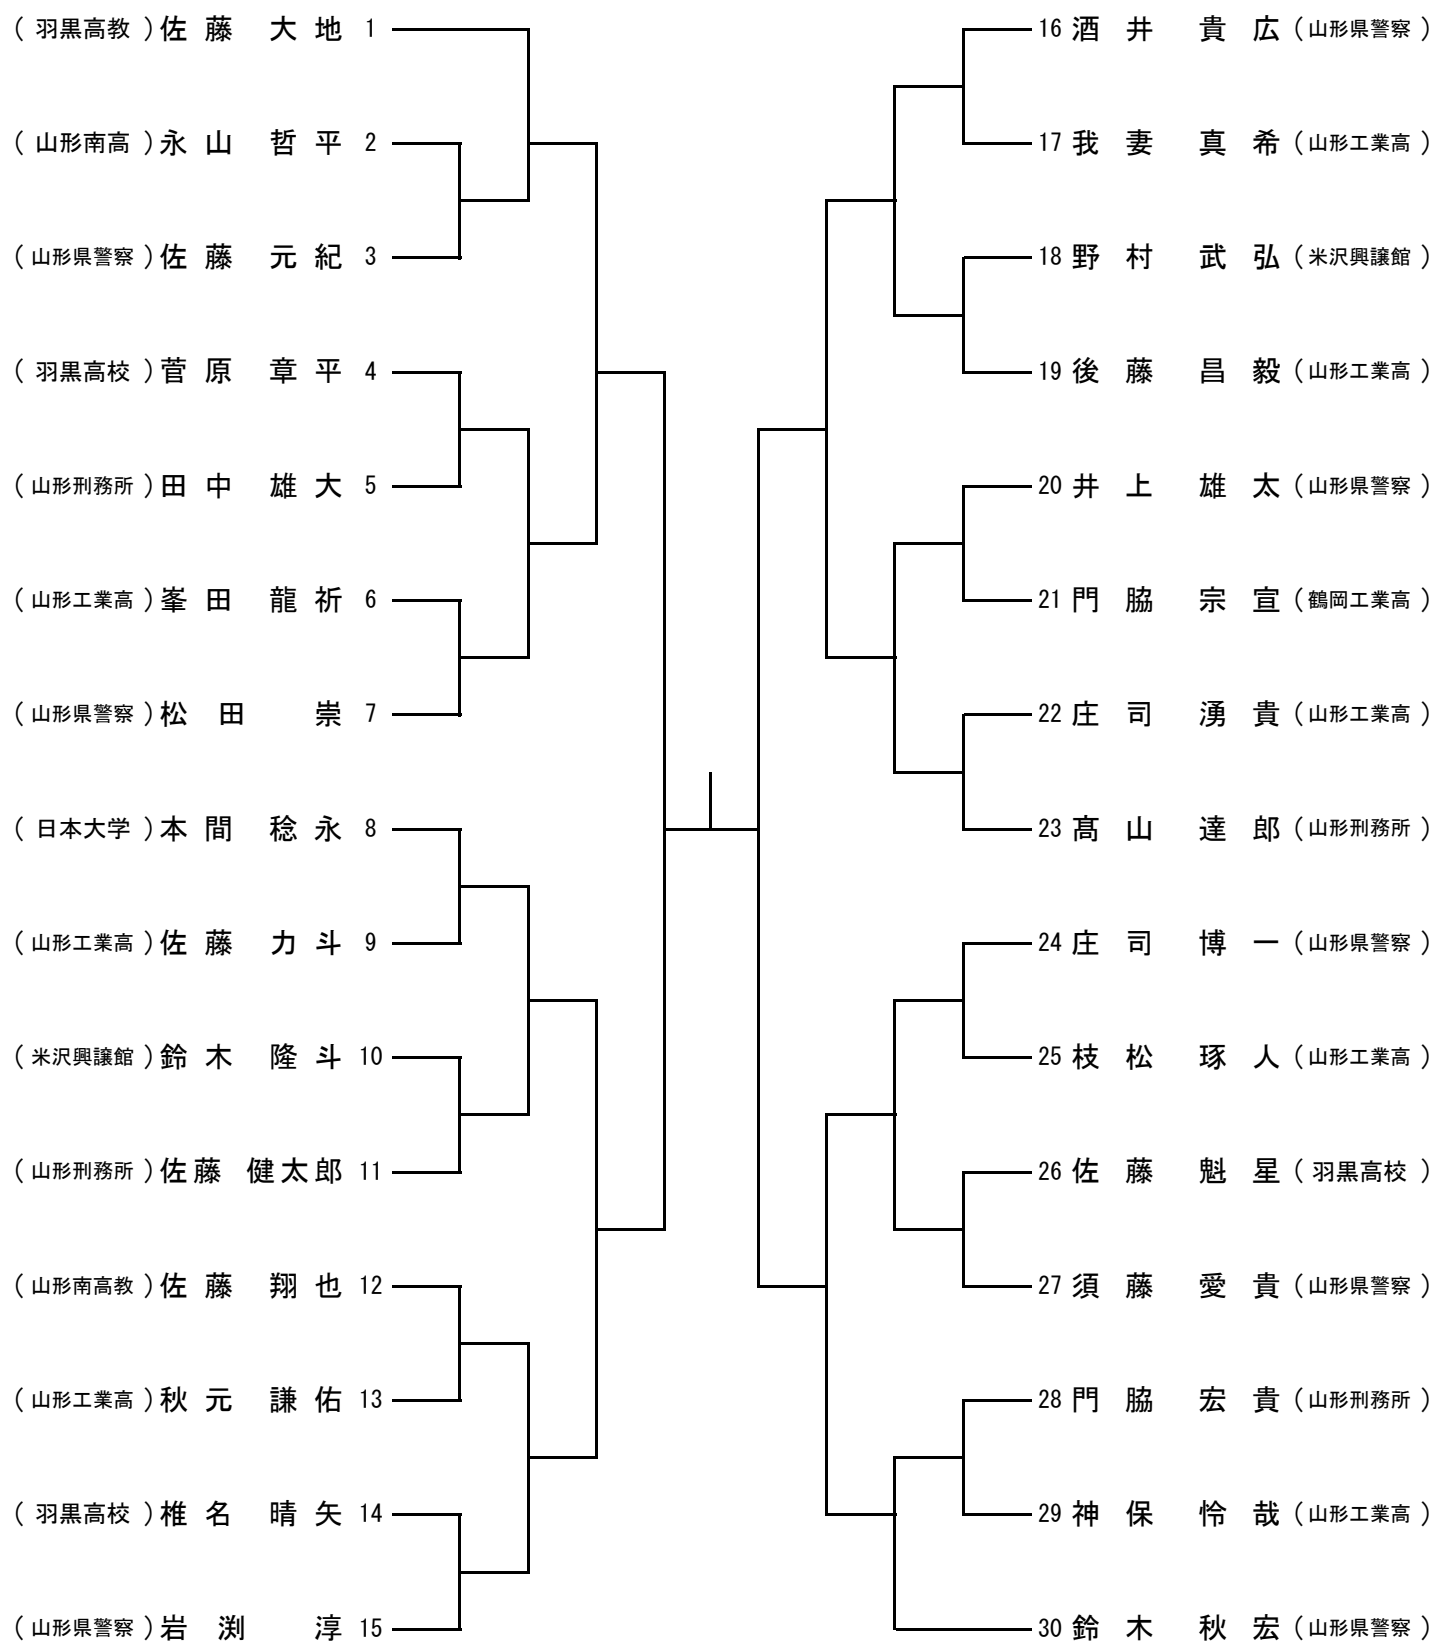 (羽黒高教)佐藤 大地 1
(山形南高)永山 哲平 2
(山形県警察)佐藤 元紀 3
(羽黒高校)菅原 章平 4
(山形刑務所)田中 雄大 5
(山形工業高)峯田 龍祈 6
(山形県警察)松田 崇 7
(日本大学)本間 稔永 8
(山形工業高)佐藤 力斗 9
(米沢興譲館)鈴木 隆斗 10
(山形刑務所)佐藤 健太郎 11
(山形南高教)佐藤 翔也 12
(山形工業高)秋元 謙佑 13
(羽黒高校)椎名 晴矢 14
(山形県警察)岩渕 淳 15
16 酒井 貴広(山形県警察)
17 我妻 真希(山形工業高)
18 野村 武弘(米沢興譲館)
19 後藤 昌毅(山形工業高)
20 井上 雄太(山形県警察)
21 門脇 宗宣(鶴岡工業高)
22 庄司 湧貴(山形工業高)
23 髙山 達郎(山形刑務所)
24 庄司 博一(山形県警察)
25 枝松 琢人(山形工業高)
26 佐藤 魁星(羽黒高校)
27 須藤 愛貴(山形県警察)
28 門脇 宏貴(山形刑務所)
29 神保 怜哉(山形工業高)
30 鈴木 秋宏(山形県警察)